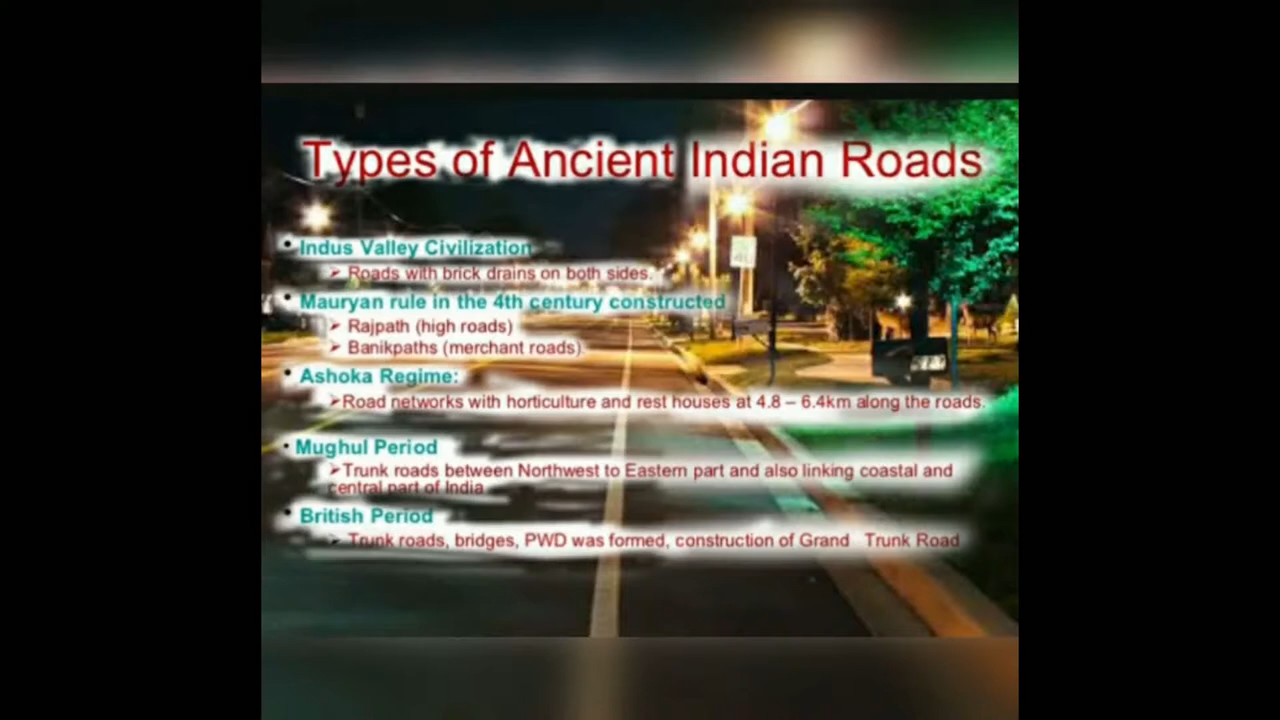 Types of Ancient Indian Roads
• Indus Valley Civilization
➢ Roads with brick drains on both sides.
• Mauryan rule in the 4th century constructed
➢ Rajpath (high roads)
➢ Banikpaths (merchant roads).
• Ashoka Regime:
➢Road networks with horticulture and rest houses at 4.8 – 6.4km along the roads.
• Mughul Period
➢Trunk roads between Northwest to Eastern part and also linking coastal and
central part of India
• British Period
➢ Trunk roads, bridges, PWD was formed, construction of Grand Trunk Road